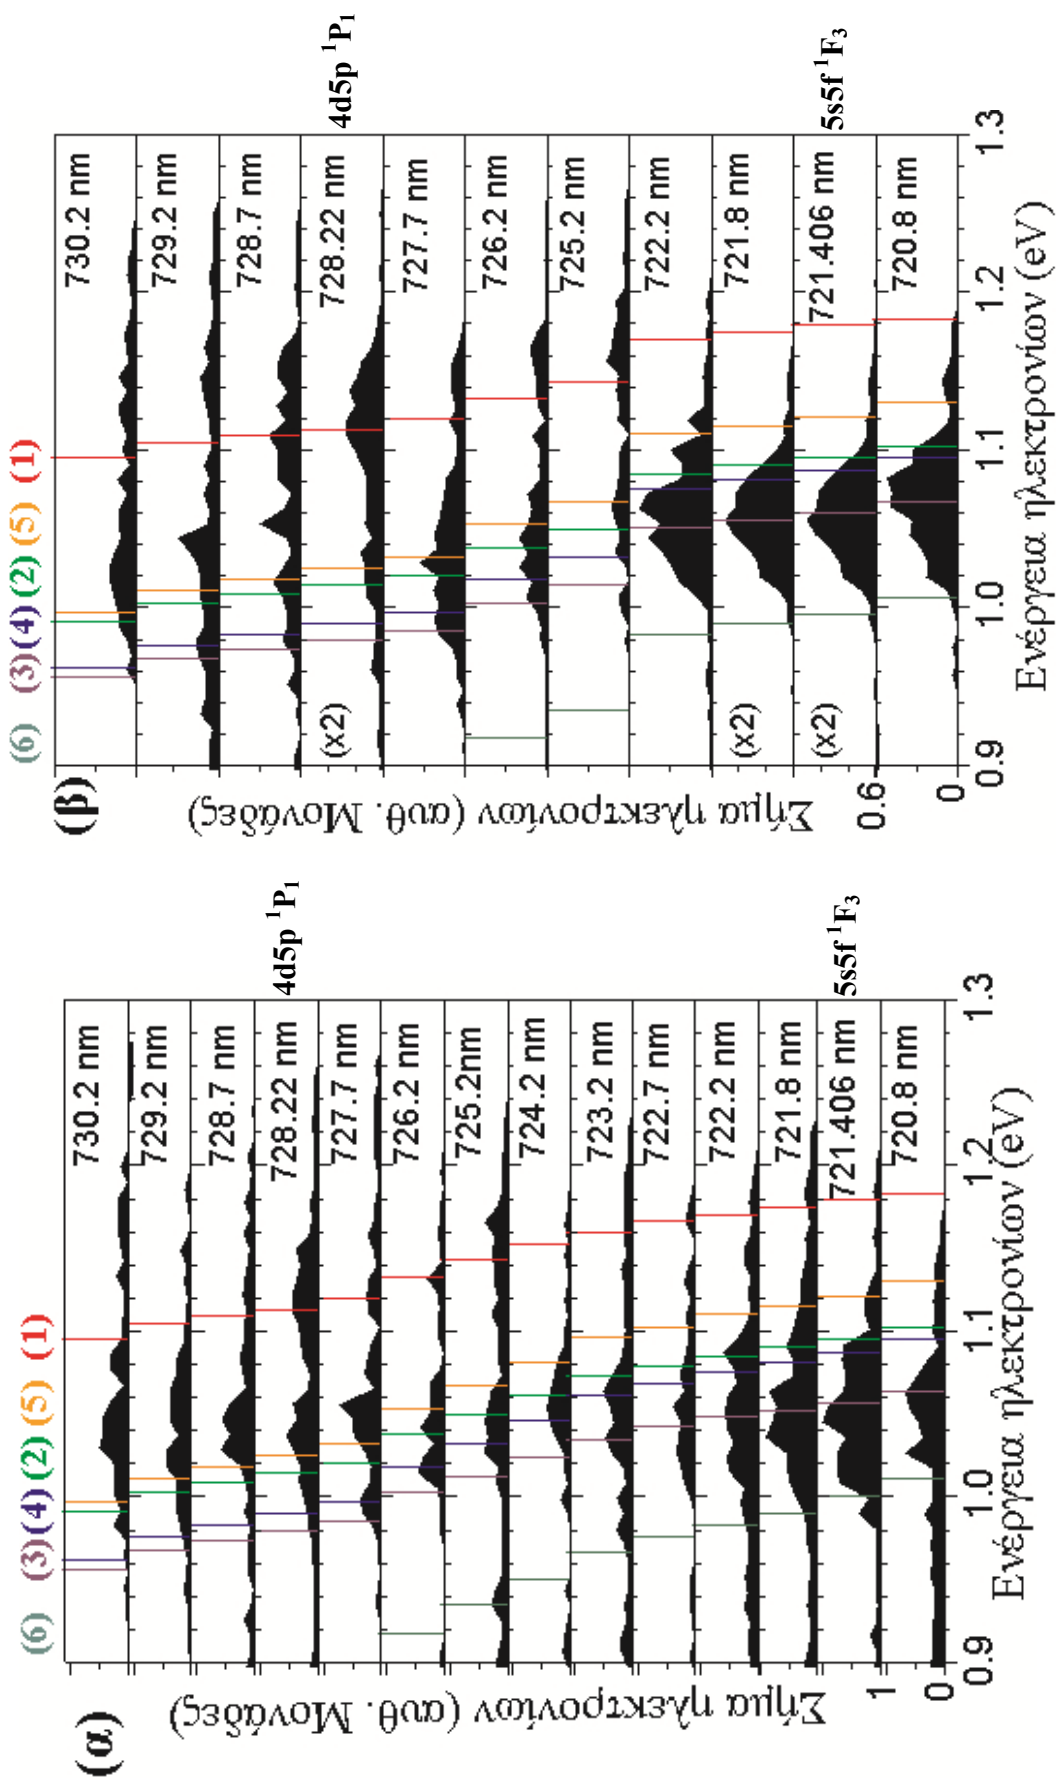 (α)
(6) (3) (4) (2) (5) (1)
730.2 nm
729.2 nm
728.7 nm
728.22 nm
4d5p ¹P₁
727.7 nm
726.2 nm
725.2nm
724.2 nm
723.2 nm
722.7 nm
722.2 nm
721.8 nm
721.406 nm
5s5f ¹F₃
720.8 nm
1
0
0.9 1.0 1.1 1.2 1.3
Ενέργεια ηλεκτρονίων (eV)
Σήμα ηλεκτρονίων (αυθ. Μονάδες)
(β)
(6) (3) (4) (2) (5) (1)
730.2 nm
729.2 nm
728.7 nm
728.22 nm
(x2)
4d5p ¹P₁
727.7 nm
726.2 nm
725.2 nm
722.2 nm
721.8 nm
(x2)
721.406 nm
(x2)
5s5f ¹F₃
720.8 nm
0.6
0
0.9 1.0 1.1 1.2 1.3
Ενέργεια ηλεκτρονίων (eV)
Σήμα ηλεκτρονίων (αυθ. Μονάδες)